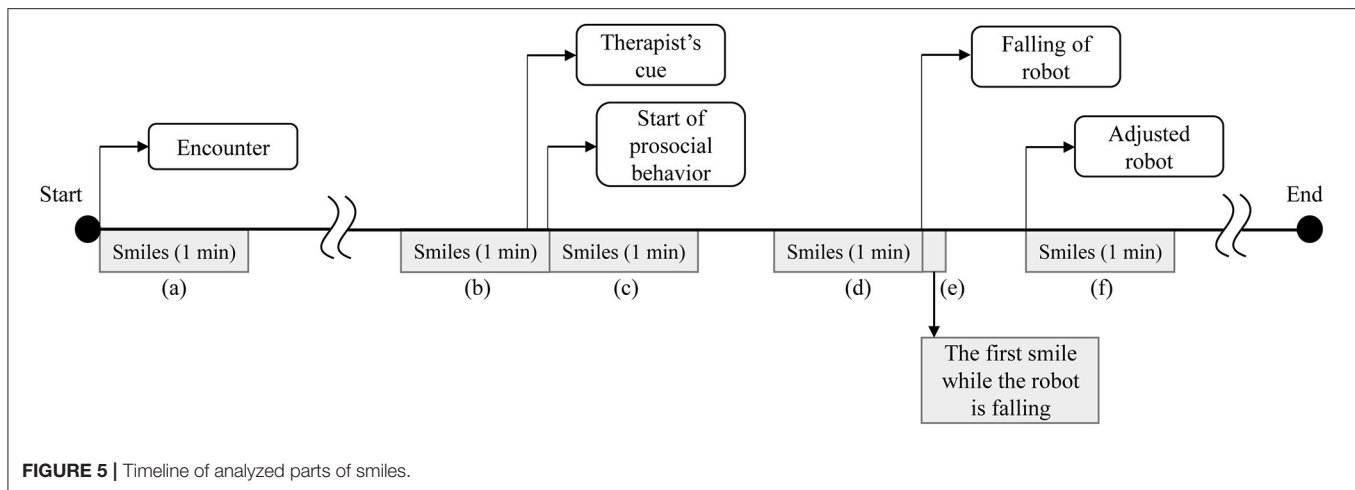 Therapist's
cue
Falling of
robot
Encounter
Start of
prosocial
behavior
Adjusted
robot
Start
End
Smiles (1 min)
Smiles (1 min)
Smiles (1 min)
Smiles (1 min)
Smiles (1 min)
(a)
(b)
(c)
(d)
(e)
(f)
The first smile
while the robot
is falling
FIGURE 5 | Timeline of analyzed parts of smiles.